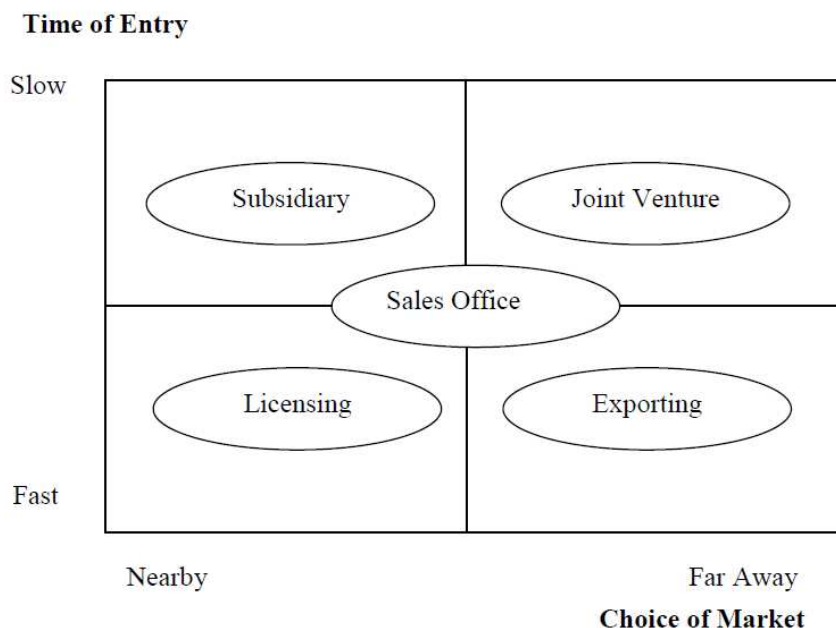 Time of Entry
Slow
Subsidiary
Joint Venture
Sales Office
Licensing
Exporting
Fast
Nearby
Far Away
Choice of Market